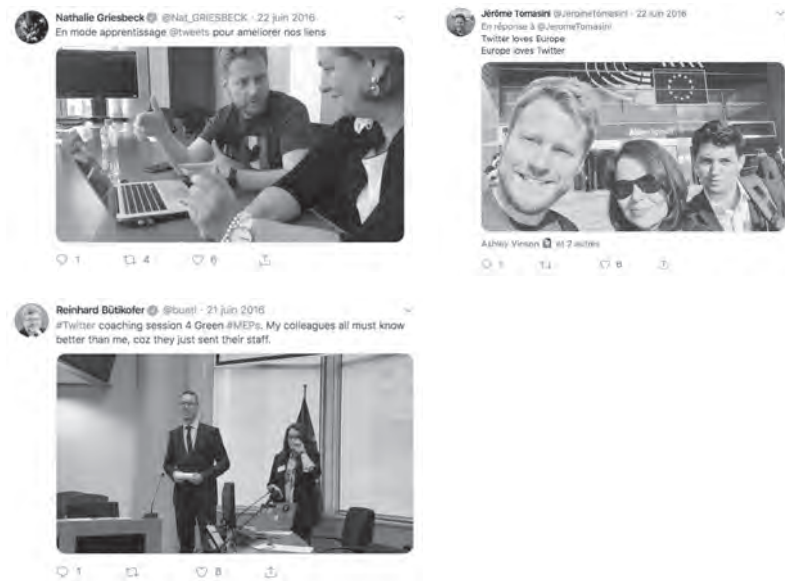 Nathalie Griesbeck @Nat_GRIESBECK · 22 juin 2016
En mode apprentissage @tweets pour améliorer nos liens
1 4 6
Jérôme Tomasini @JeromeTomasini · 22 juin 2016
En réponse à @JeromeTomasini
Twitter loves Europe
Europe loves Twitter
Ashley Vinson et 2 autres
1 6
Reinhard Bütikofer @bueti · 21 juin 2016
#Twitter coaching session 4 Green #MEPs. My colleagues all must know
better than me, coz they just sent their staff.
1 8